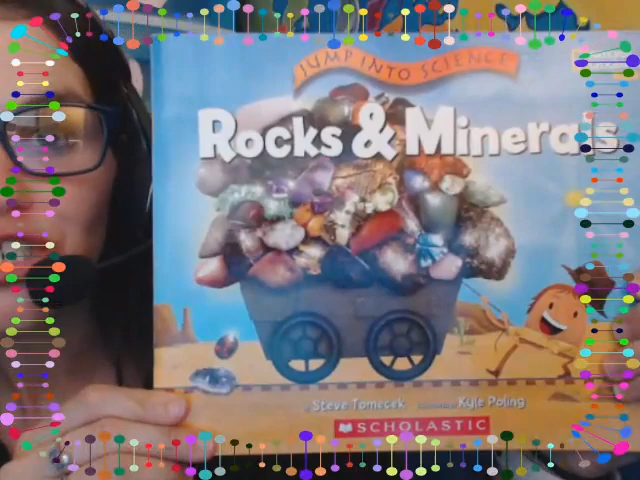 JUMP INTO SCIENCE
Rocks & Minerals
Steve Tomecek Kyle Poling
SCHOLASTIC